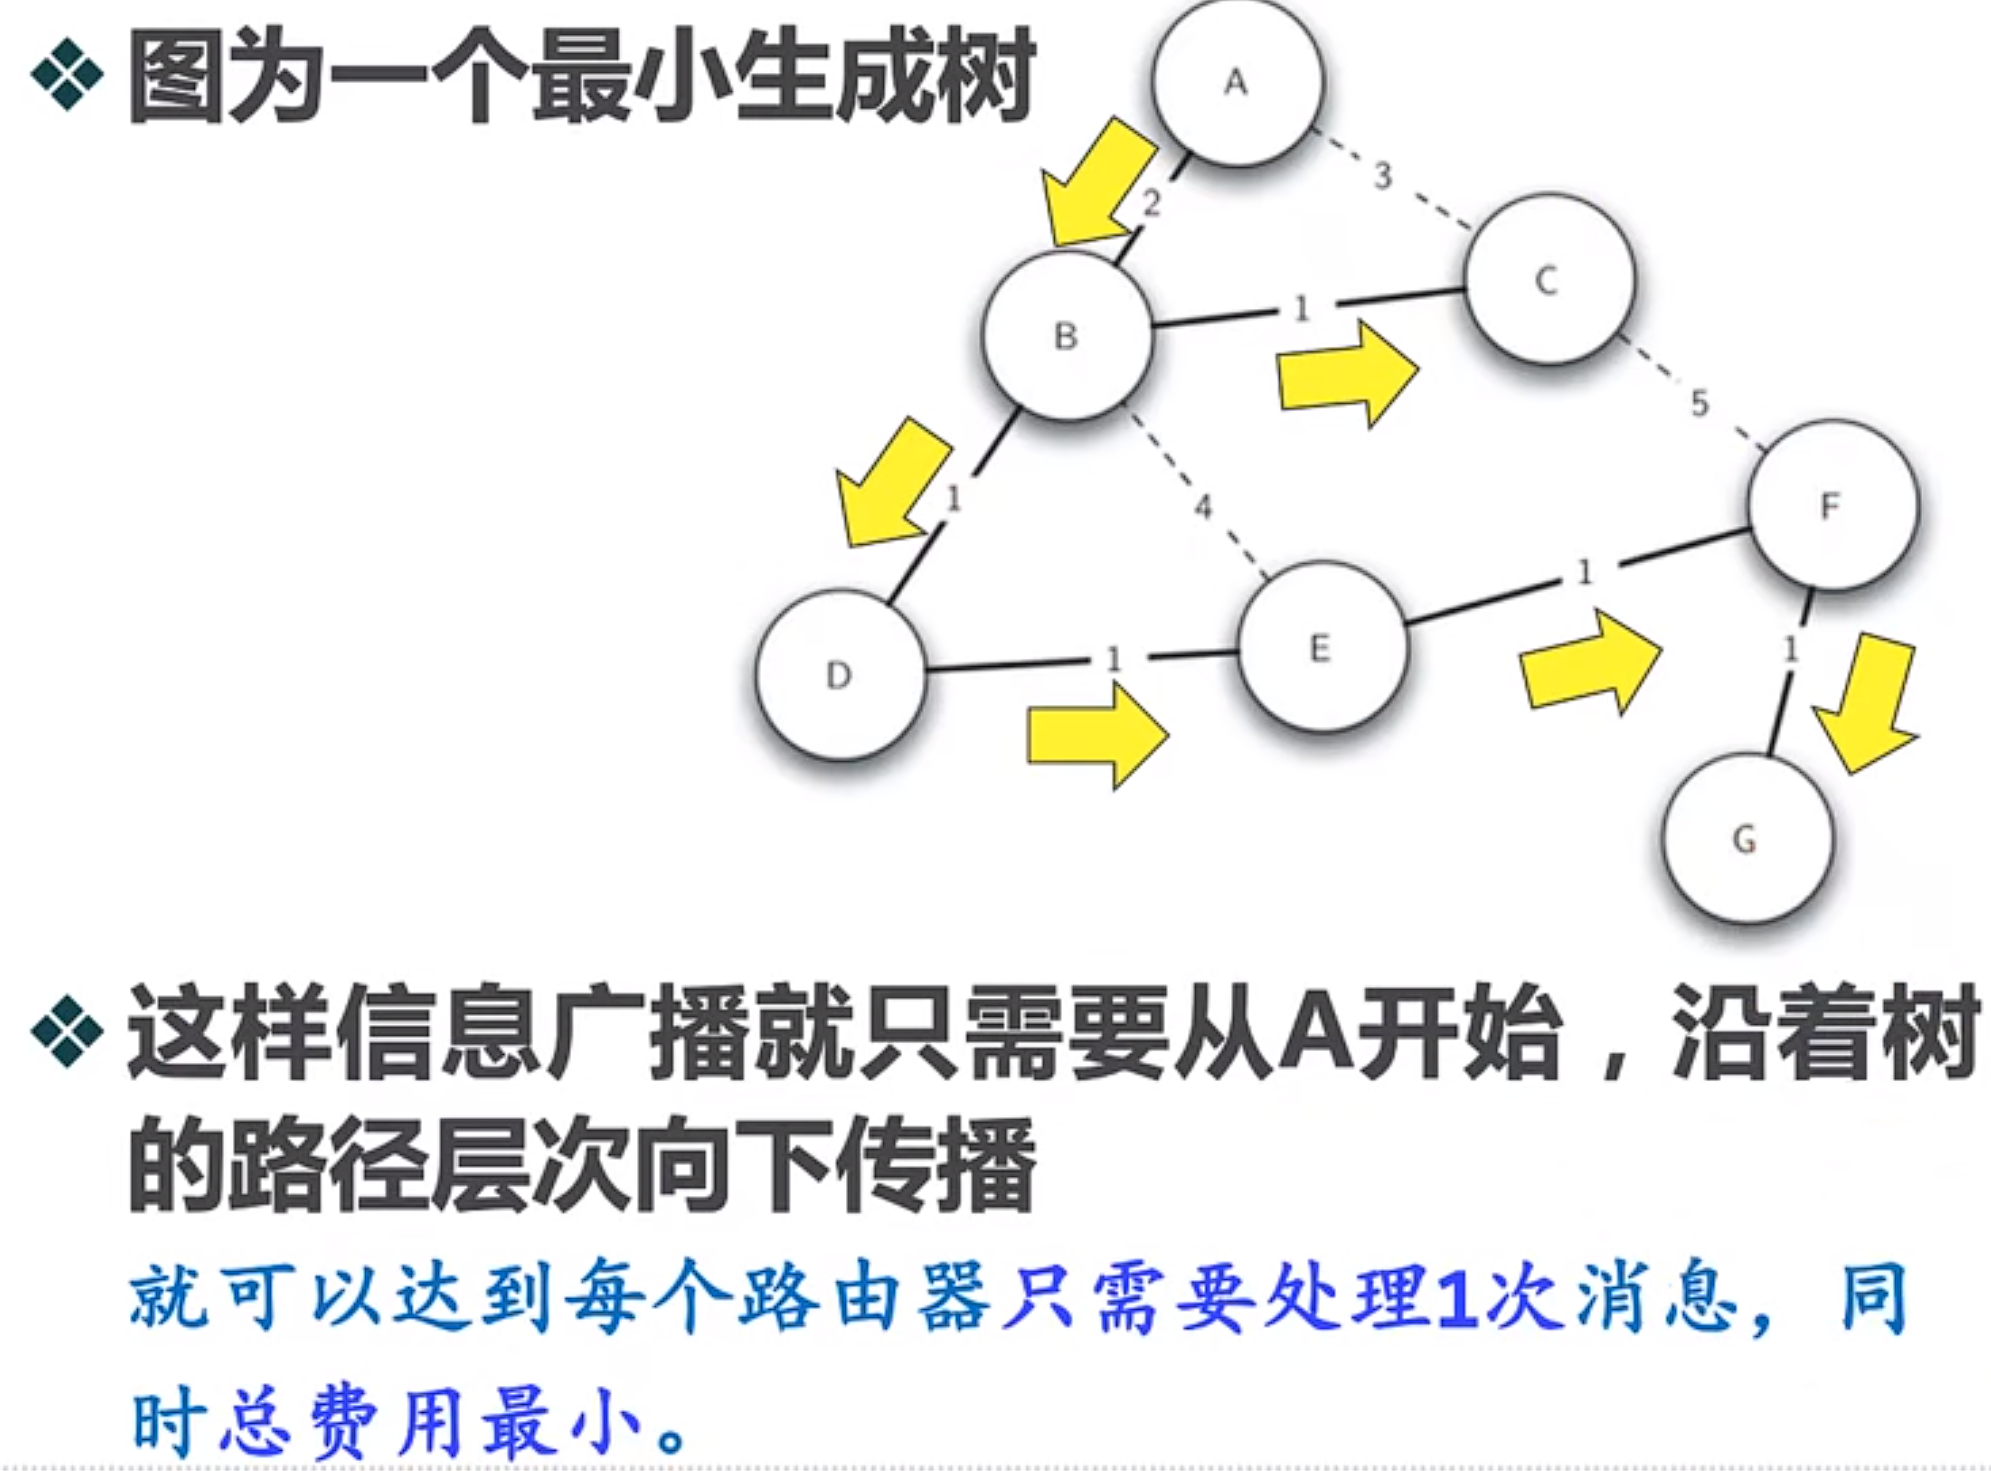 图为一个最小生成树
A
3
2
C
B
1
5
1
4
F
1
E
1
D
1
G
这样信息广播就只需要从A开始，沿着树
的路径层次向下传播
就可以达到每个路由器只需要处理1次消息，同
时总费用最小。